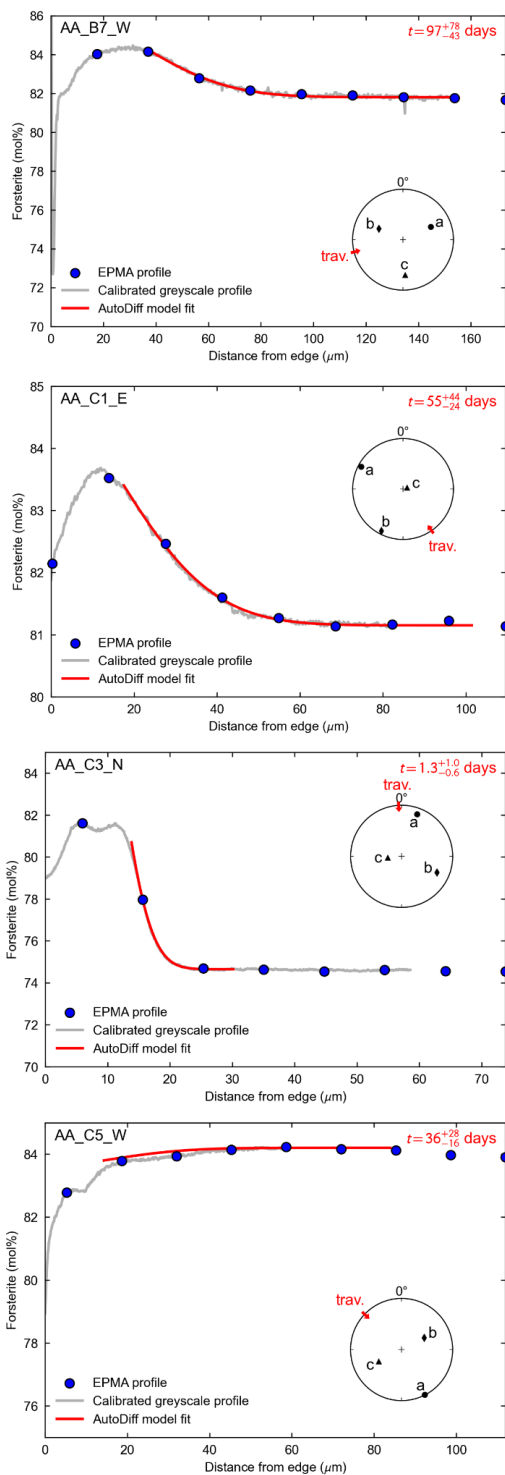 AA_B7_W
t=97+78−43 days
86
84
82
80
78
76
74
72
70
Forsterite (mol%)
0°
a
b
c
trav.
EPMA profile
Calibrated greyscale profile
AutoDiff model fit
0 20 40 60 80 100 120 140 160
Distance from edge (μm)
AA_C1_E
t=55+44−24 days
85
84
83
82
81
80
Forsterite (mol%)
0°
a
c
b
trav.
EPMA profile
Calibrated greyscale profile
AutoDiff model fit
0 20 40 60 80 100
Distance from edge (μm)
AA_C3_N
t=1.3+1.0−0.6 days
84
82
80
78
76
74
72
70
Forsterite (mol%)
trav.
0°
a
c
b
EPMA profile
Calibrated greyscale profile
AutoDiff model fit
0 10 20 30 40 50 60 70
Distance from edge (μm)
AA_C5_W
t=36+28−16 days
84
82
80
78
76
Forsterite (mol%)
0°
trav.
b
c
a
EPMA profile
Calibrated greyscale profile
AutoDiff model fit
0 20 40 60 80 100
Distance from edge (μm)